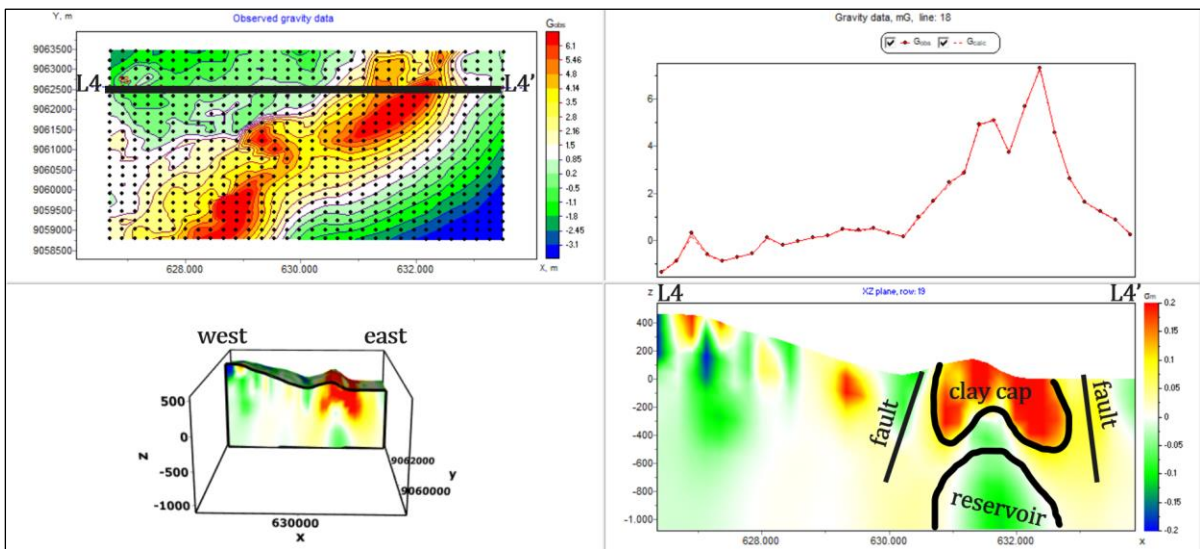 Y, m
Observed gravity data
Gobs
9063500
9063000
9062500
9062000
9061500
9061000
9060500
9060000
9059500
9059000
9058500
L4
L4'
6.1
5.46
4.8
4.14
3.5
2.8
2.16
1.5
0.85
0.2
-0.5
-1.1
-1.8
-2.45
-3.1
628.000
630.000
632.000
X, m
Gravity data, mG, line: 18
Gobs
Gcalc
6
4
2
0
west
east
500
0
-500
-1000
z
9062000
y
9060000
630000
x
L4
XZ plane, row: 19
L4'
z
400
200
0
-200
-400
-600
-800
-1.000
fault
clay cap
fault
reservoir
628.000
630.000
632.000
x
0.2
0.15
0.1
0.05
0
-0.05
-0.1
-0.15
-0.2